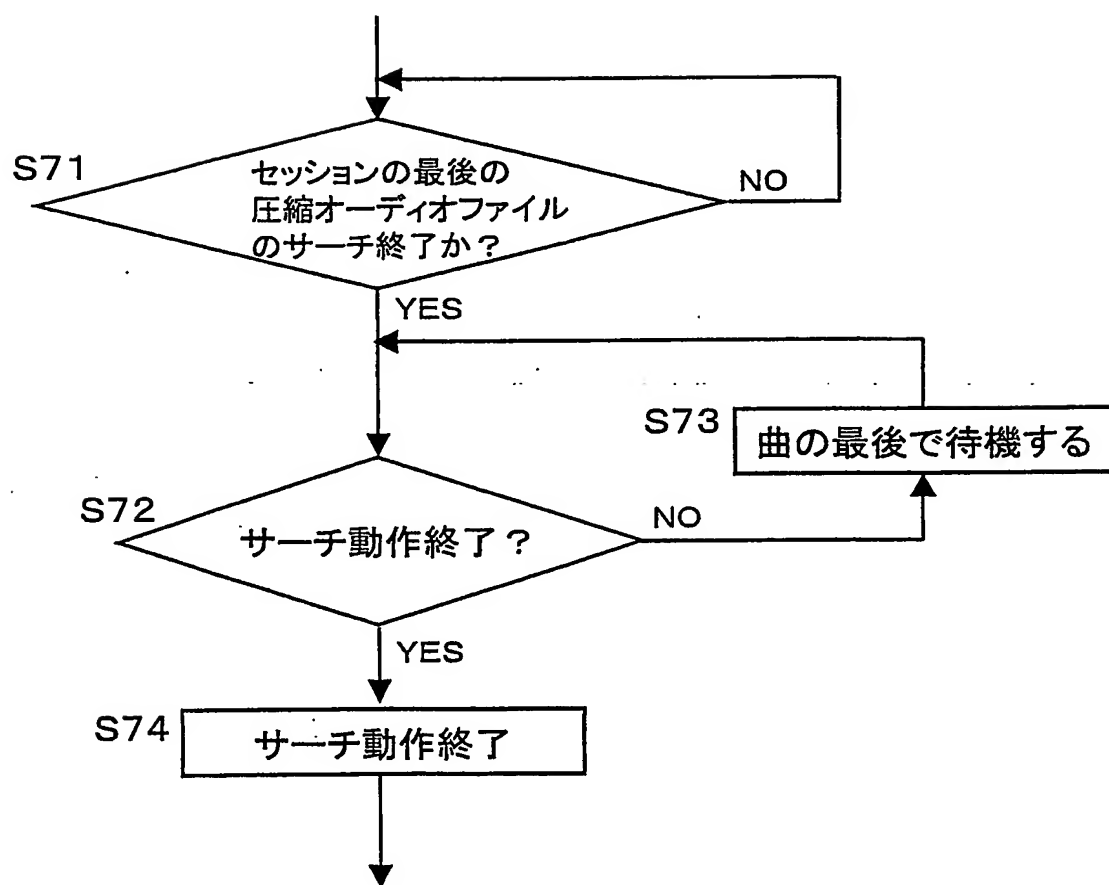 S71
セッションの最後の
圧縮オーディオファイル
のサーチ終了か？
NO
YES
S73
曲の最後で待機する
S72
サーチ動作終了？
NO
YES
S74
サーチ動作終了